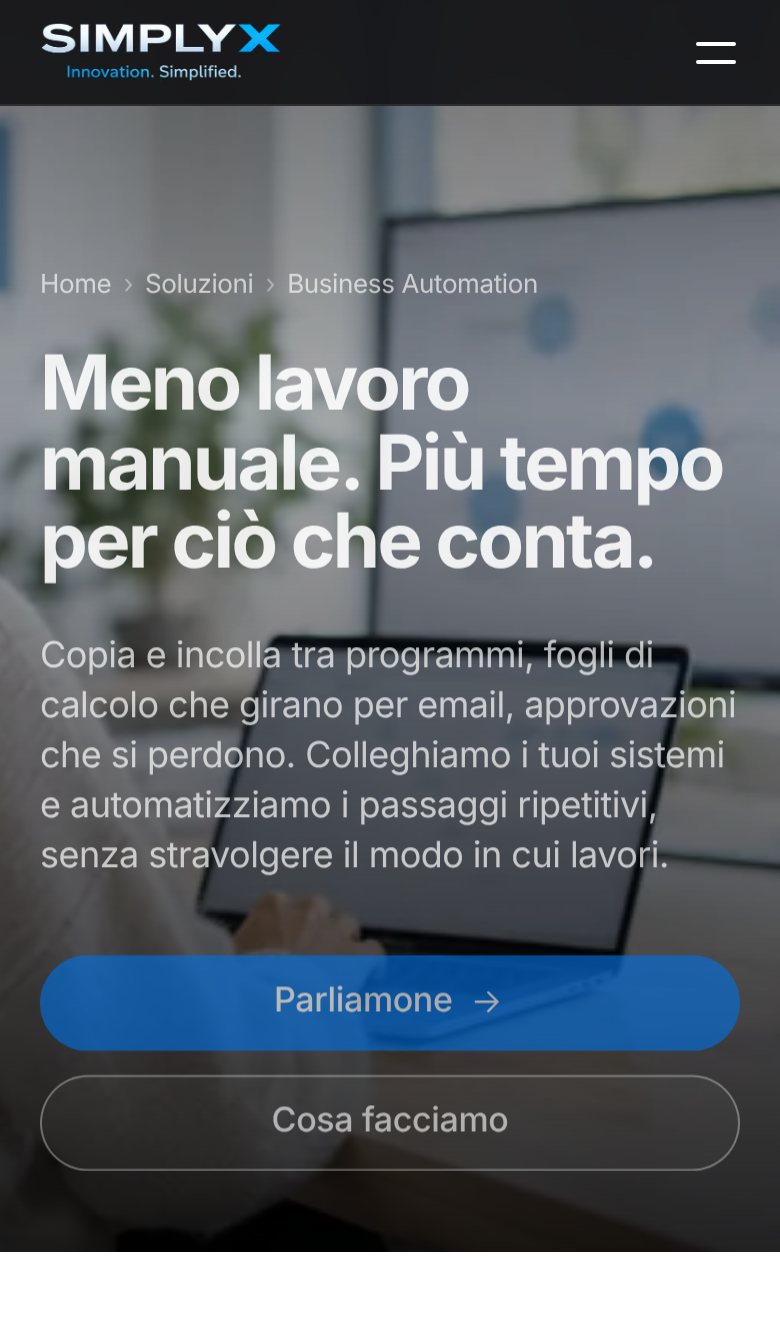 SIMPLYX
Innovation. Simplified.
Home › Soluzioni › Business Automation
Meno lavoro
manuale. Più tempo
per ciò che conta.
Copia e incolla tra programmi, fogli di
calcolo che girano per email, approvazioni
che si perdono. Colleghiamo i tuoi sistemi
e automatizziamo i passaggi ripetitivi,
senza stravolgere il modo in cui lavori.
Parliamone →
Cosa facciamo